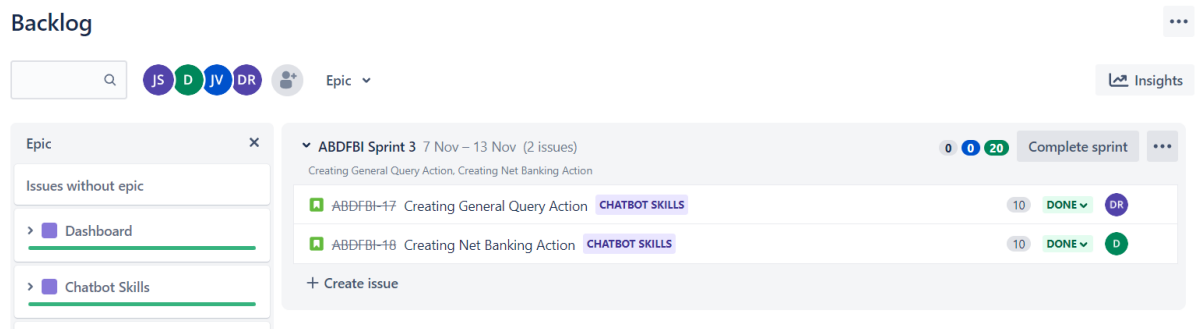 Backlog
JS D JV DR Epic Insights
Epic
Issues without epic
Dashboard
Chatbot Skills
ABDFBI Sprint 3 7 Nov – 13 Nov (2 issues) 0 0 20 Complete sprint
Creating General Query Action, Creating Net Banking Action
ABDFBI-17 Creating General Query Action CHATBOT SKILLS 10 DONE DR
ABDFBI-18 Creating Net Banking Action CHATBOT SKILLS 10 DONE D
+ Create issue